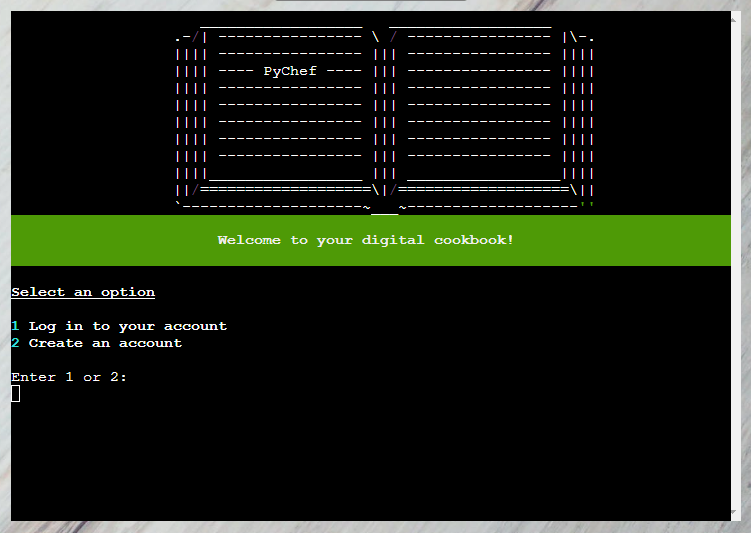 PyChef
Welcome to your digital cookbook!
Select an option
1 Log in to your account
2 Create an account
Enter 1 or 2: